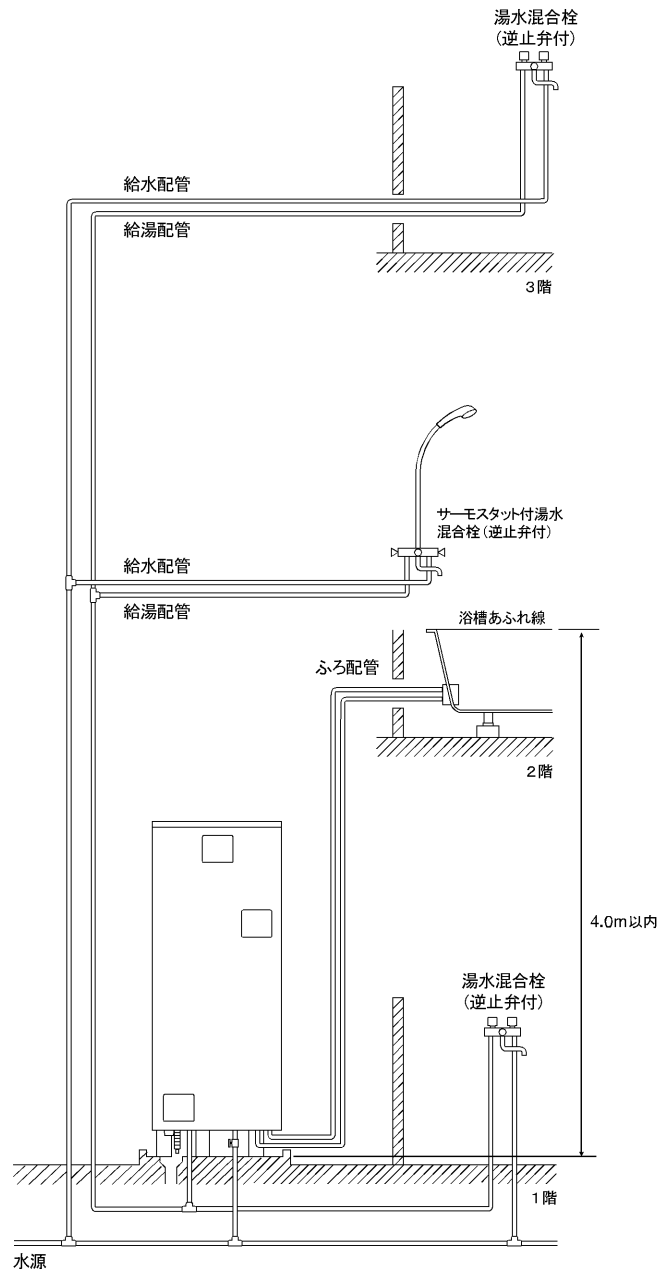 湯水混合栓
(逆止弁付)
給水配管
給湯配管
3階
サーモスタット付湯水
混合栓(逆止弁付)
給水配管
給湯配管
浴槽あふれ線
ふろ配管
2階
4.0m以内
湯水混合栓
(逆止弁付)
1階
水源